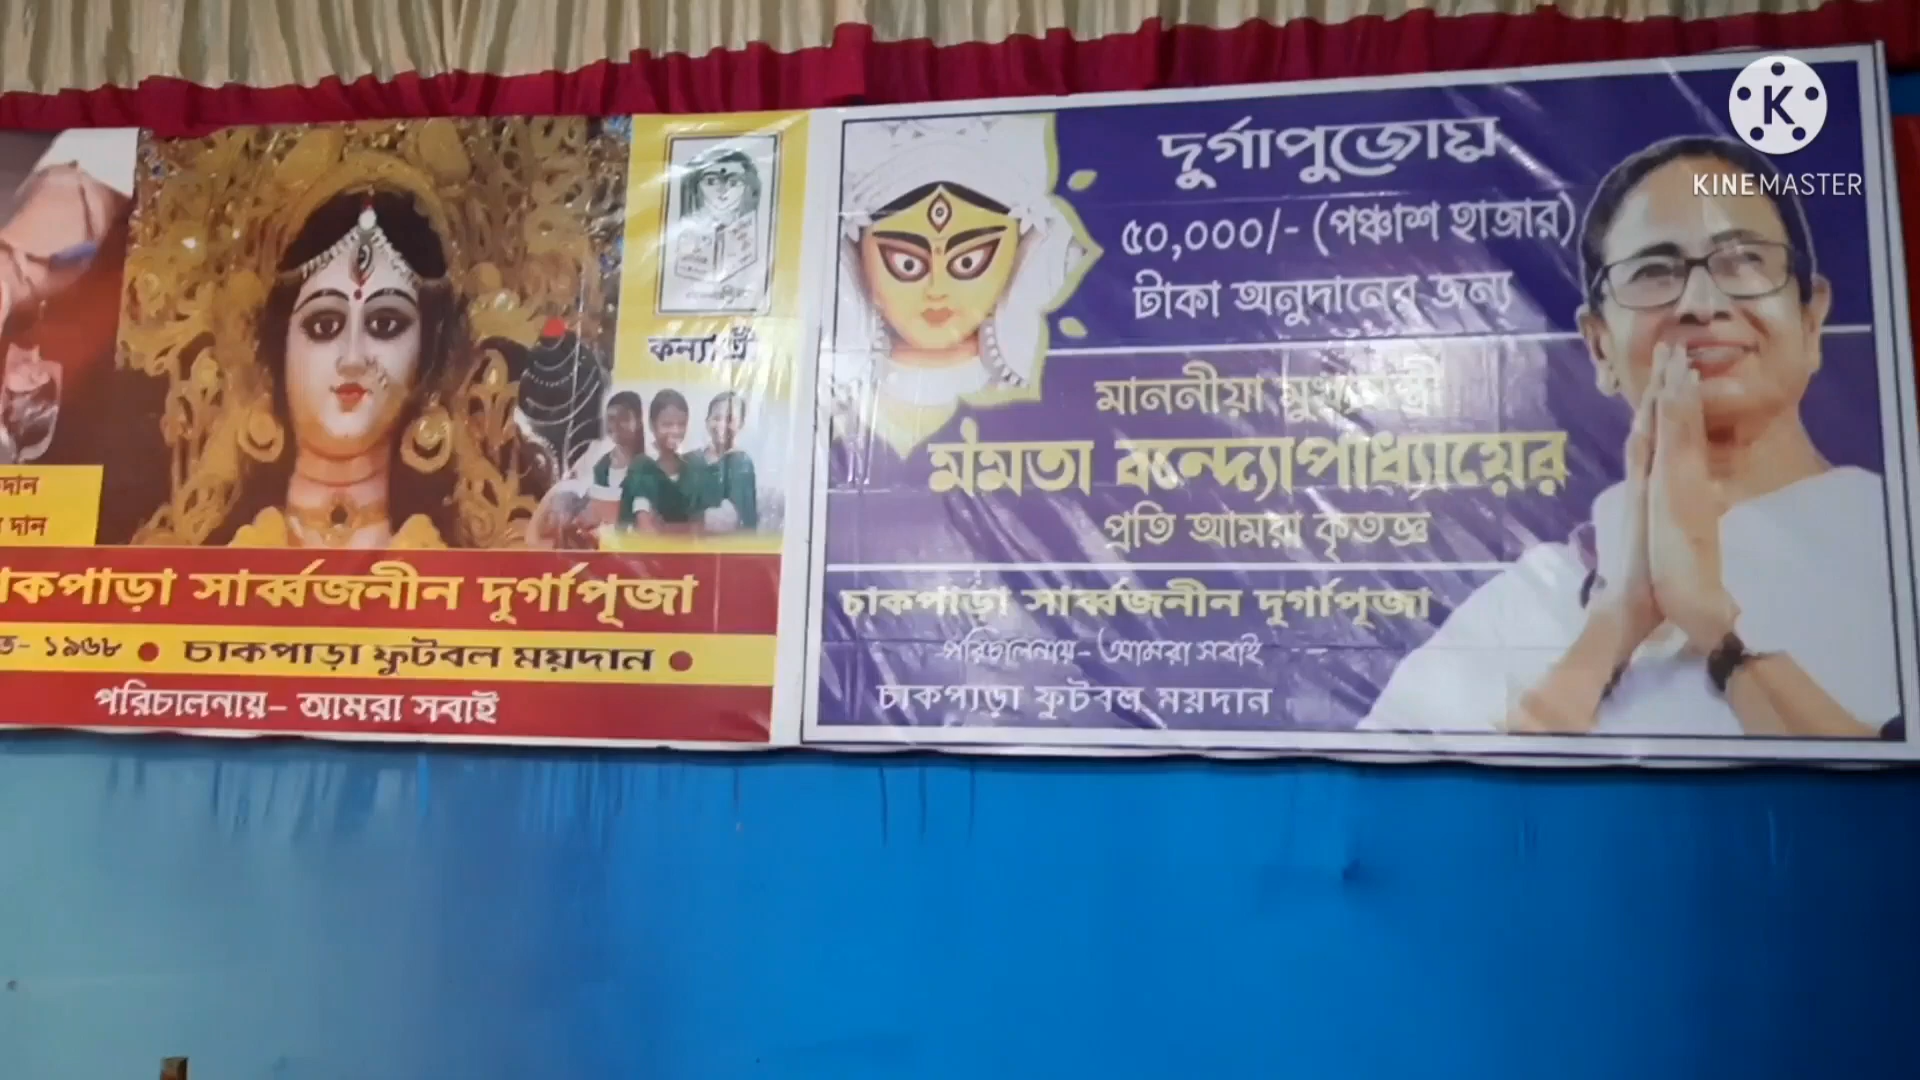 দান
দান
কন্যাশ্রী
সার্ব্বজনীন দুর্গাপূজা
১৯৬৮ ● চাকপাড়া ফুটবল ময়দান ●
পরিচালনায়- আমরা সবাই
দুর্গাপুজোয়
৫০,০০০/- (পঞ্চাশ হাজার)
টাকা অনুদানের জন্য
মাননীয়া মুখ্যমন্ত্রী
মমতা বন্দ্যোপাধ্যায়ের
প্রতি আমরা কৃতজ্ঞ
চাকপাড়া সার্ব্বজনীন দুর্গাপূজা
পরিচালনায়- আমরা সবাই
চাকপাড়া ফুটবল ময়দান
KINEMASTER